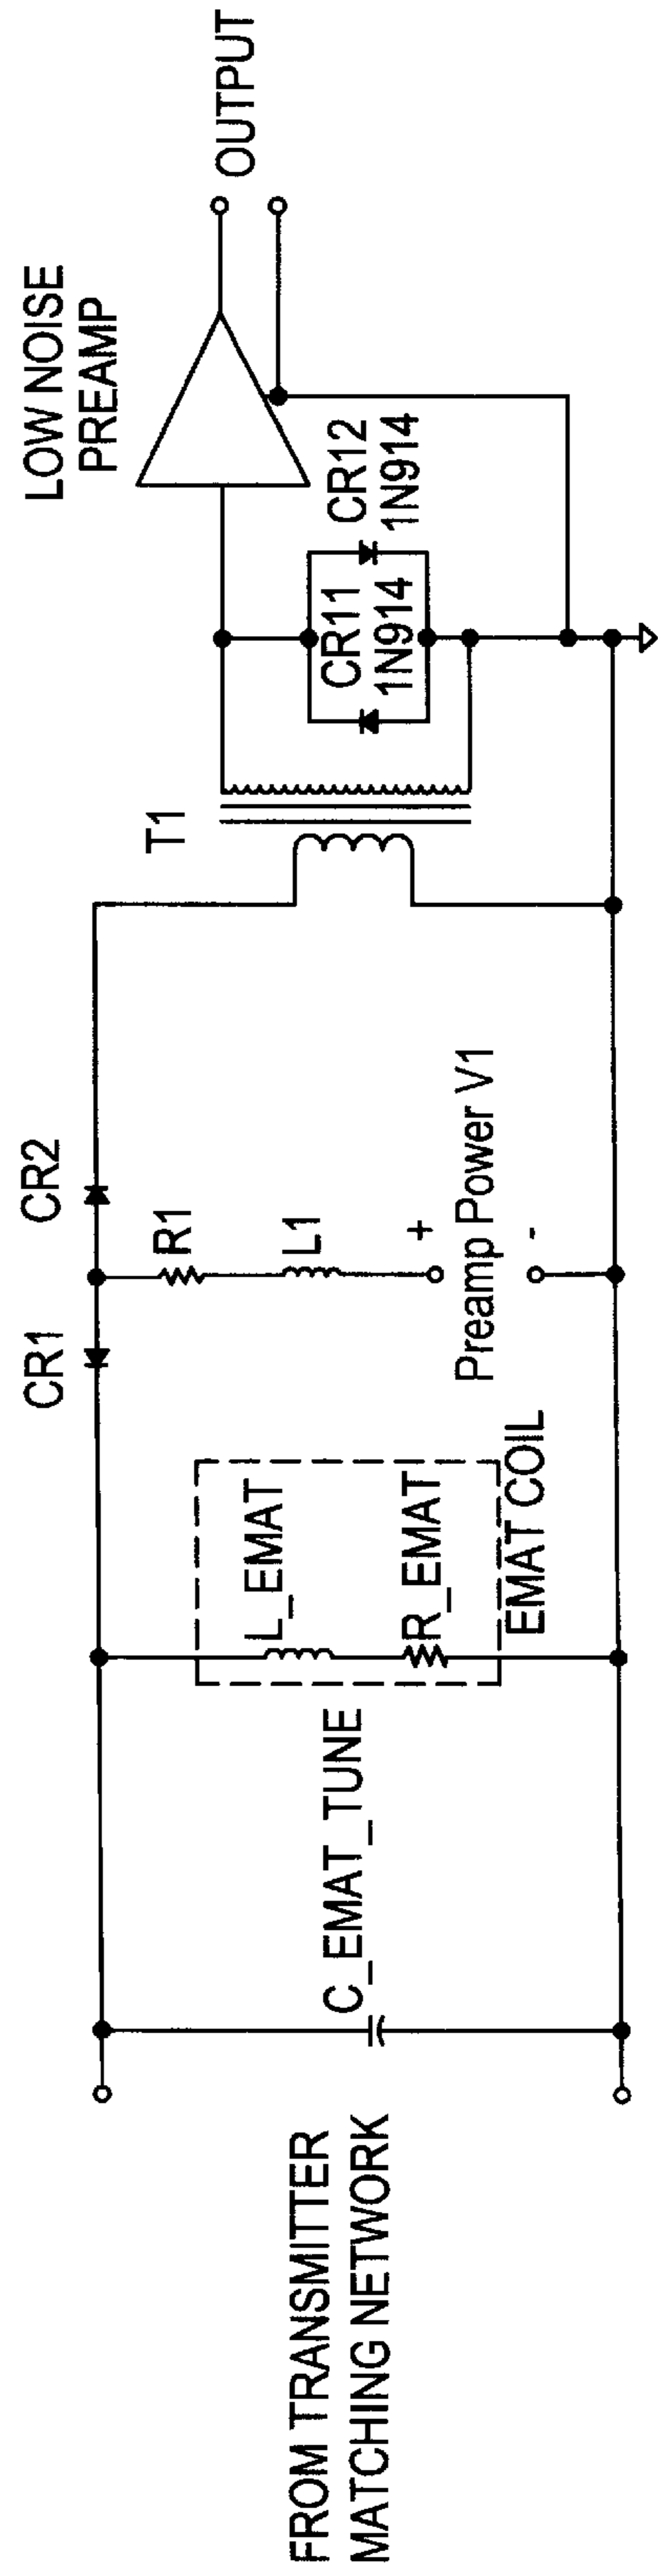 FROM TRANSMITTER
MATCHING NETWORK
C_EMAT_TUNE
L_EMAT
R_EMAT
EMAT COIL
CR1
CR2
R1
L1
+
Preamp Power V1
-
T1
CR11
1N914
CR12
1N914
LOW NOISE
PREAMP
OUTPUT